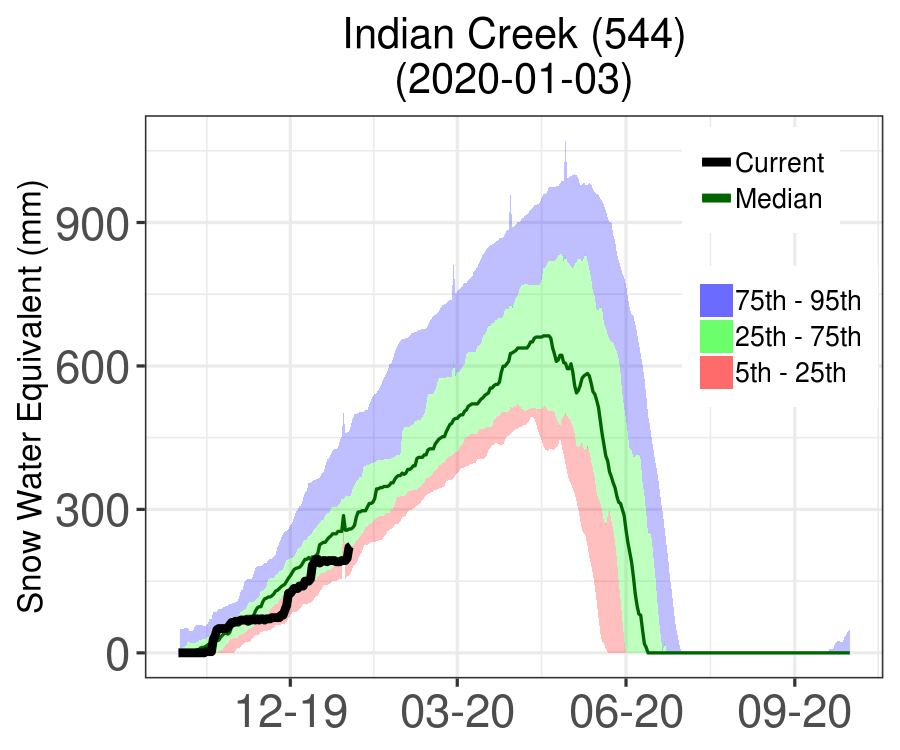 Indian Creek (544)
(2020-01-03)
Snow Water Equivalent (mm)
900
600
300
0
12-19
03-20
06-20
09-20
Current
Median
75th - 95th
25th - 75th
5th - 25th